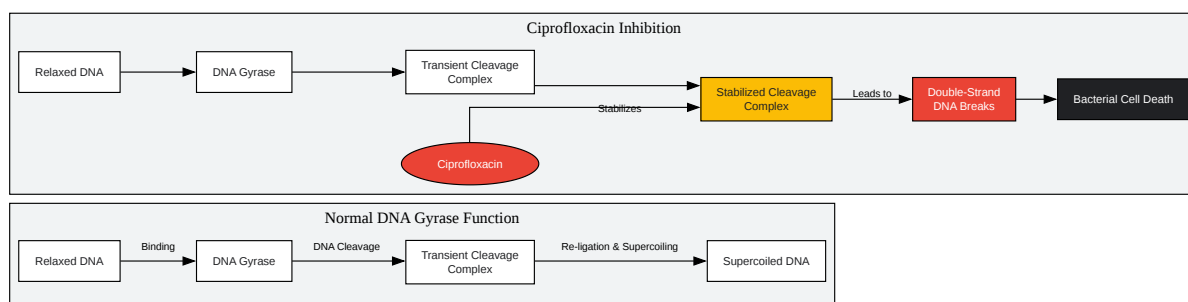 Ciprofloxacin Inhibition
Relaxed DNA
DNA Gyrase
Transient Cleavage
Complex
Stabilizes
Ciprofloxacin
Stabilized Cleavage
Complex
Leads to
Double-Strand
DNA Breaks
Bacterial Cell Death
Normal DNA Gyrase Function
Relaxed DNA
Binding
DNA Gyrase
DNA Cleavage
Transient Cleavage
Complex
Re-ligation & Supercoiling
Supercoiled DNA